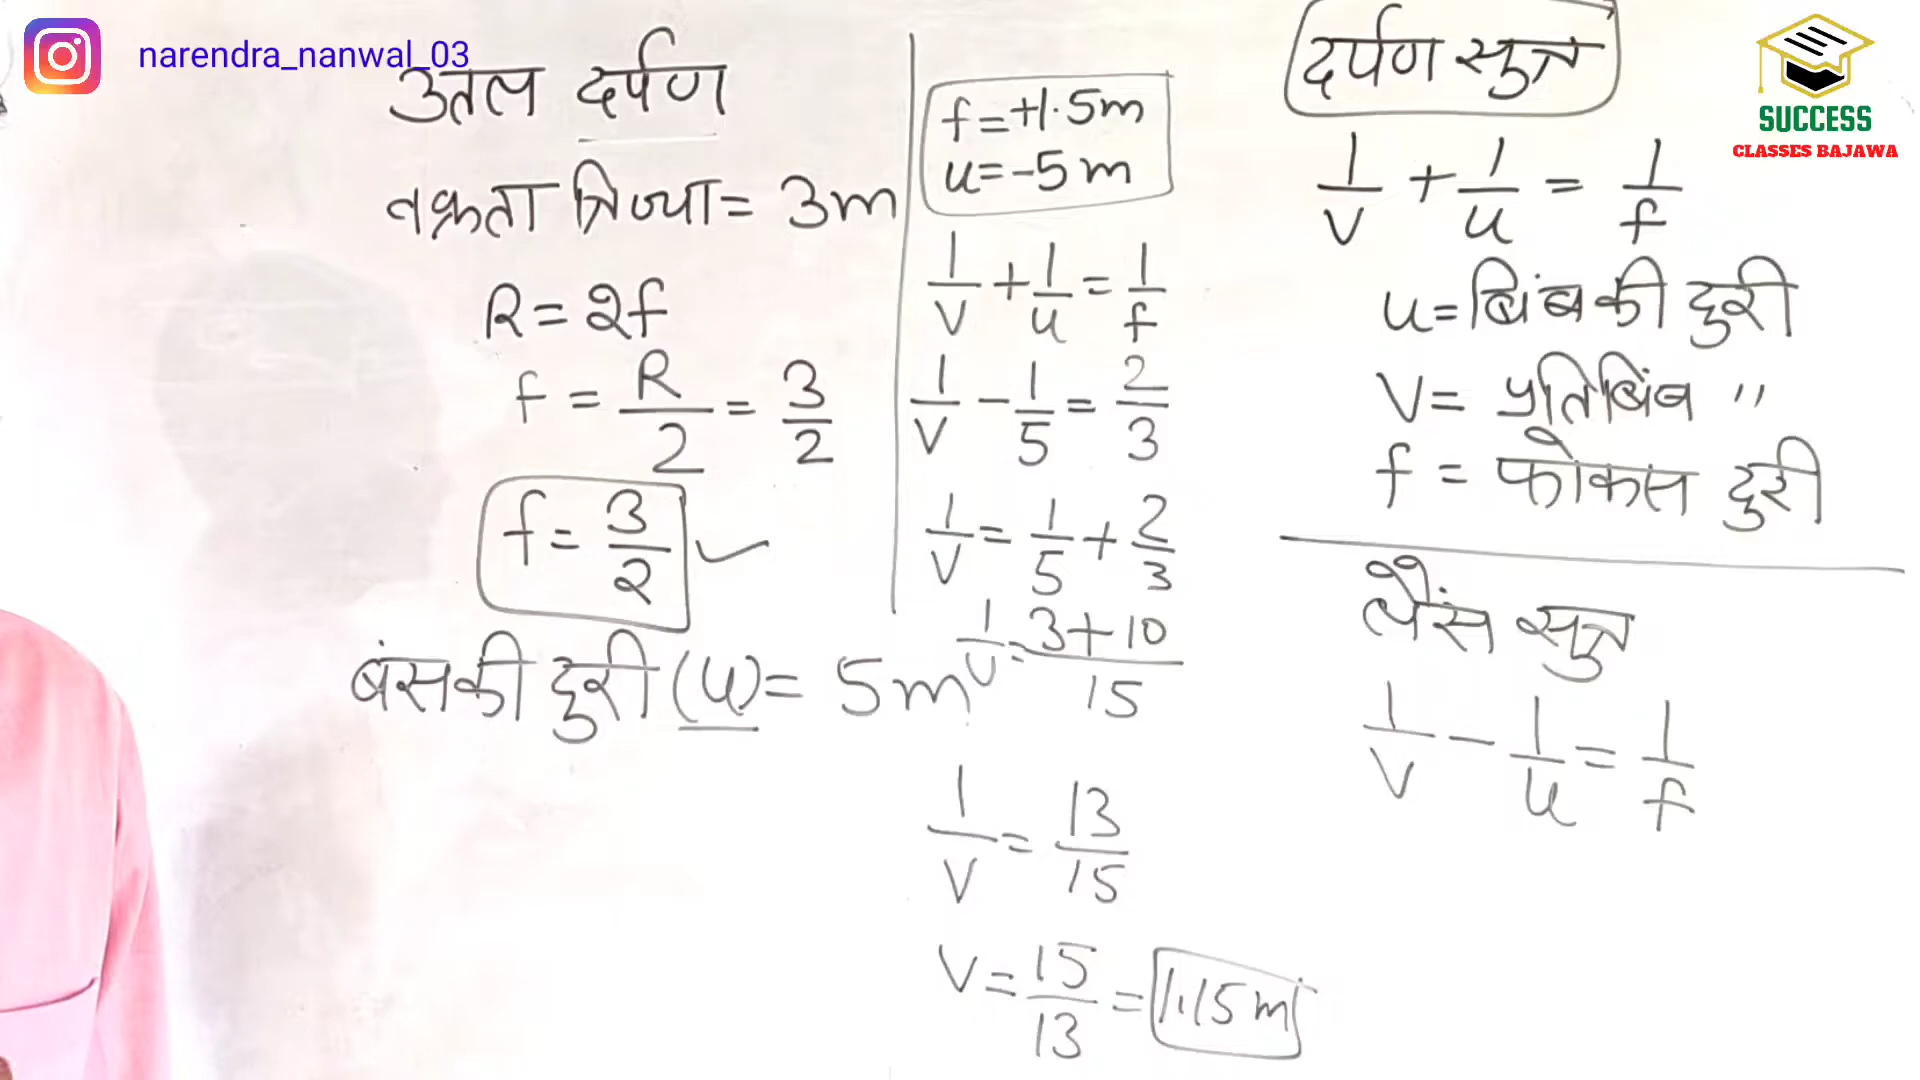 narendra_nanwal_03
उतल दर्पण
वक्रता त्रिज्या = 3m
R = 2f
f = R/2 = 3/2
f = 3/2 ✓
बंस की दुरी (u) = 5m
f = +1.5m
u = -5m
1/v + 1/u = 1/f
1/v - 1/5 = 2/3
1/v = 1/5 + 2/3
1/v = 3+10/15
1/v = 13/15
v = 15/13 = 1.15m
दर्पण सुत्र
1/v + 1/u = 1/f
u = बिंब की दुरी
v = प्रतिबिंब "
f = फोकस दुरी
लैंस सुत्र
1/v - 1/u = 1/f
SUCCESS
CLASSES BAJAWA